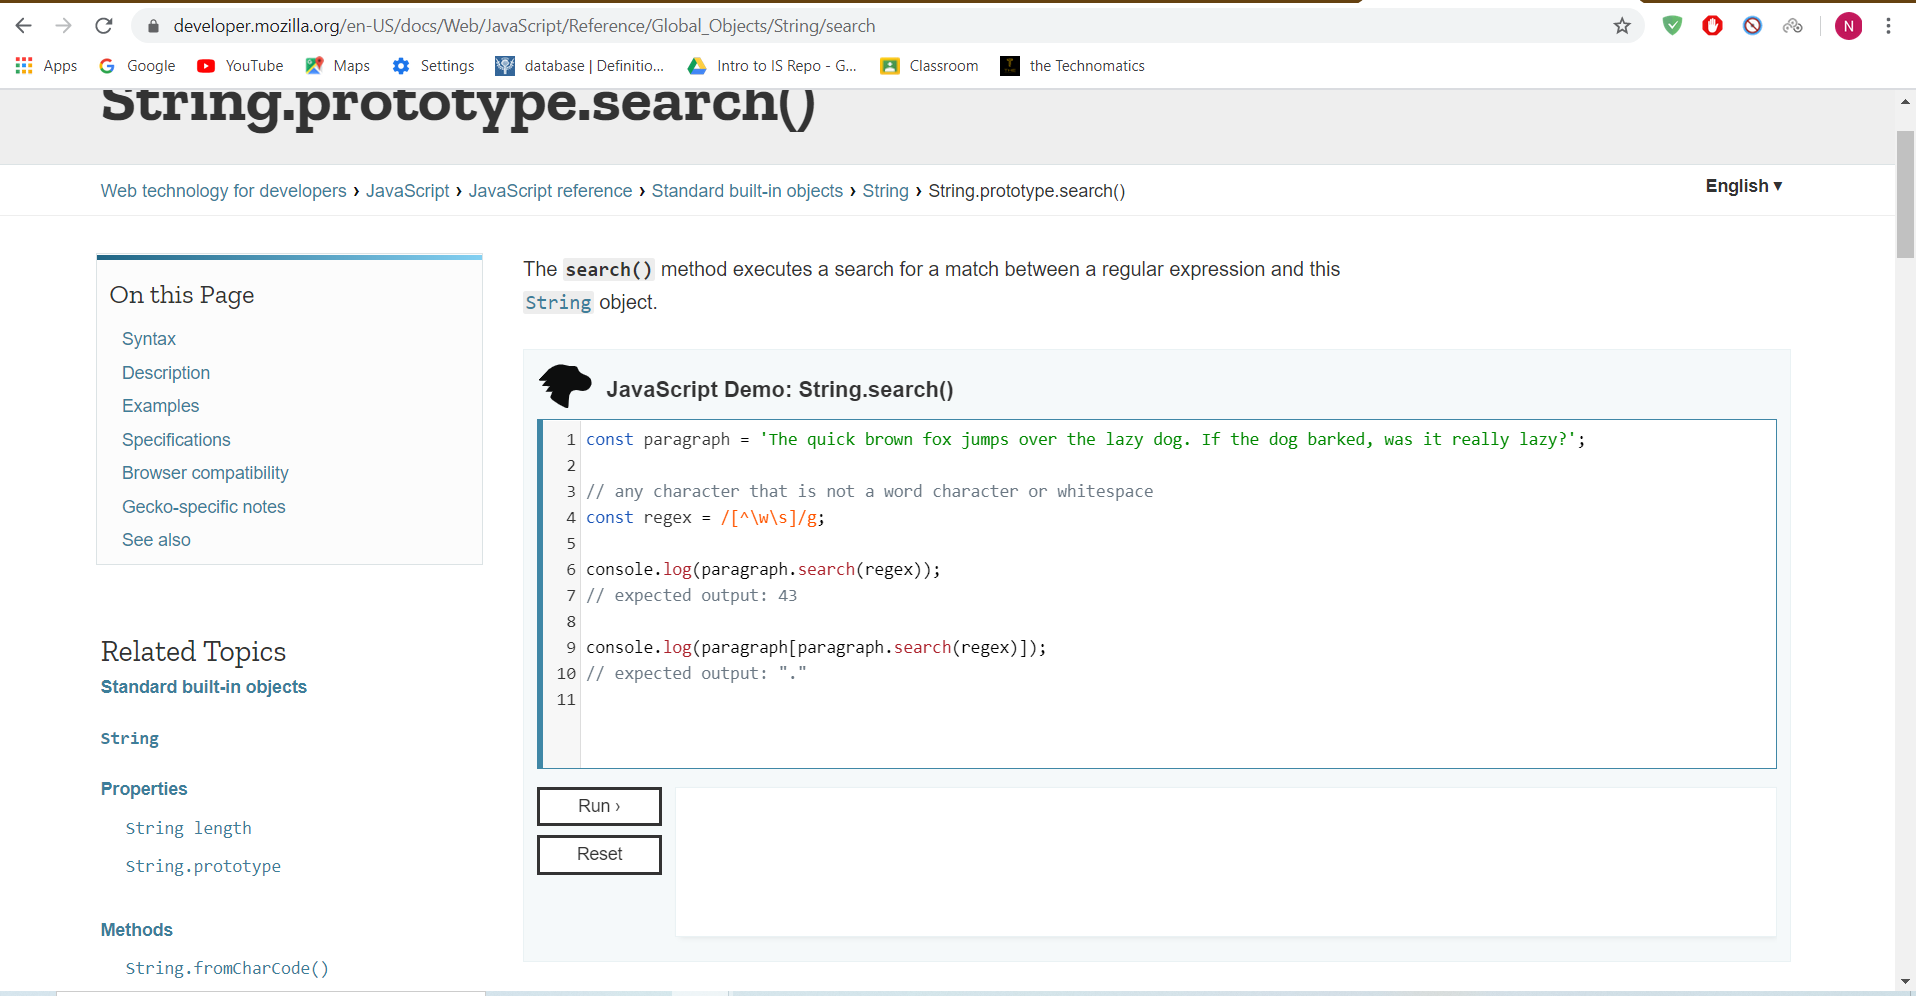 developer.mozilla.org/en-US/docs/Web/JavaScript/Reference/Global_Objects/String/search
N
Apps Google YouTube Maps Settings database | Definitio... Intro to IS Repo - G... Classroom the Technomatics
String.prototype.search()
Web technology for developers › JavaScript › JavaScript reference › Standard built-in objects › String › String.prototype.search()
English ▾
On this Page
Syntax
Description
Examples
Specifications
Browser compatibility
Gecko-specific notes
See also
Related Topics
Standard built-in objects
String
Properties
String length
String.prototype
Methods
String.fromCharCode()
The search() method executes a search for a match between a regular expression and this
String object.
JavaScript Demo: String.search()
1 const paragraph = 'The quick brown fox jumps over the lazy dog. If the dog barked, was it really lazy?';
2
3 // any character that is not a word character or whitespace
4 const regex = /[^\w\s]/g;
5
6 console.log(paragraph.search(regex));
7 // expected output: 43
8
9 console.log(paragraph[paragraph.search(regex)]);
10 // expected output: "."
11
Run ›
Reset